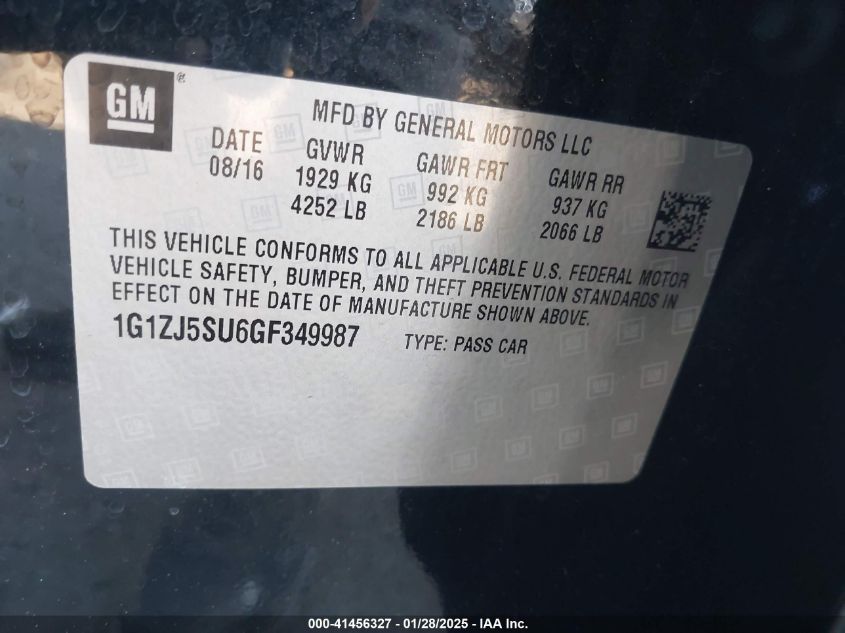 GM®
MFD BY GENERAL MOTORS LLC
DATE GVWR GAWR FRT GAWR RR
08/16 1929 KG 992 KG 937 KG
4252 LB 2186 LB 2066 LB
THIS VEHICLE CONFORMS TO ALL APPLICABLE U.S. FEDERAL MOTOR
VEHICLE SAFETY, BUMPER, AND THEFT PREVENTION STANDARDS IN
EFFECT ON THE DATE OF MANUFACTURE SHOWN ABOVE.
1G1ZJ5SU6GF349987 TYPE: PASS CAR
000-41456327 - 01/28/2025 - IAA Inc.